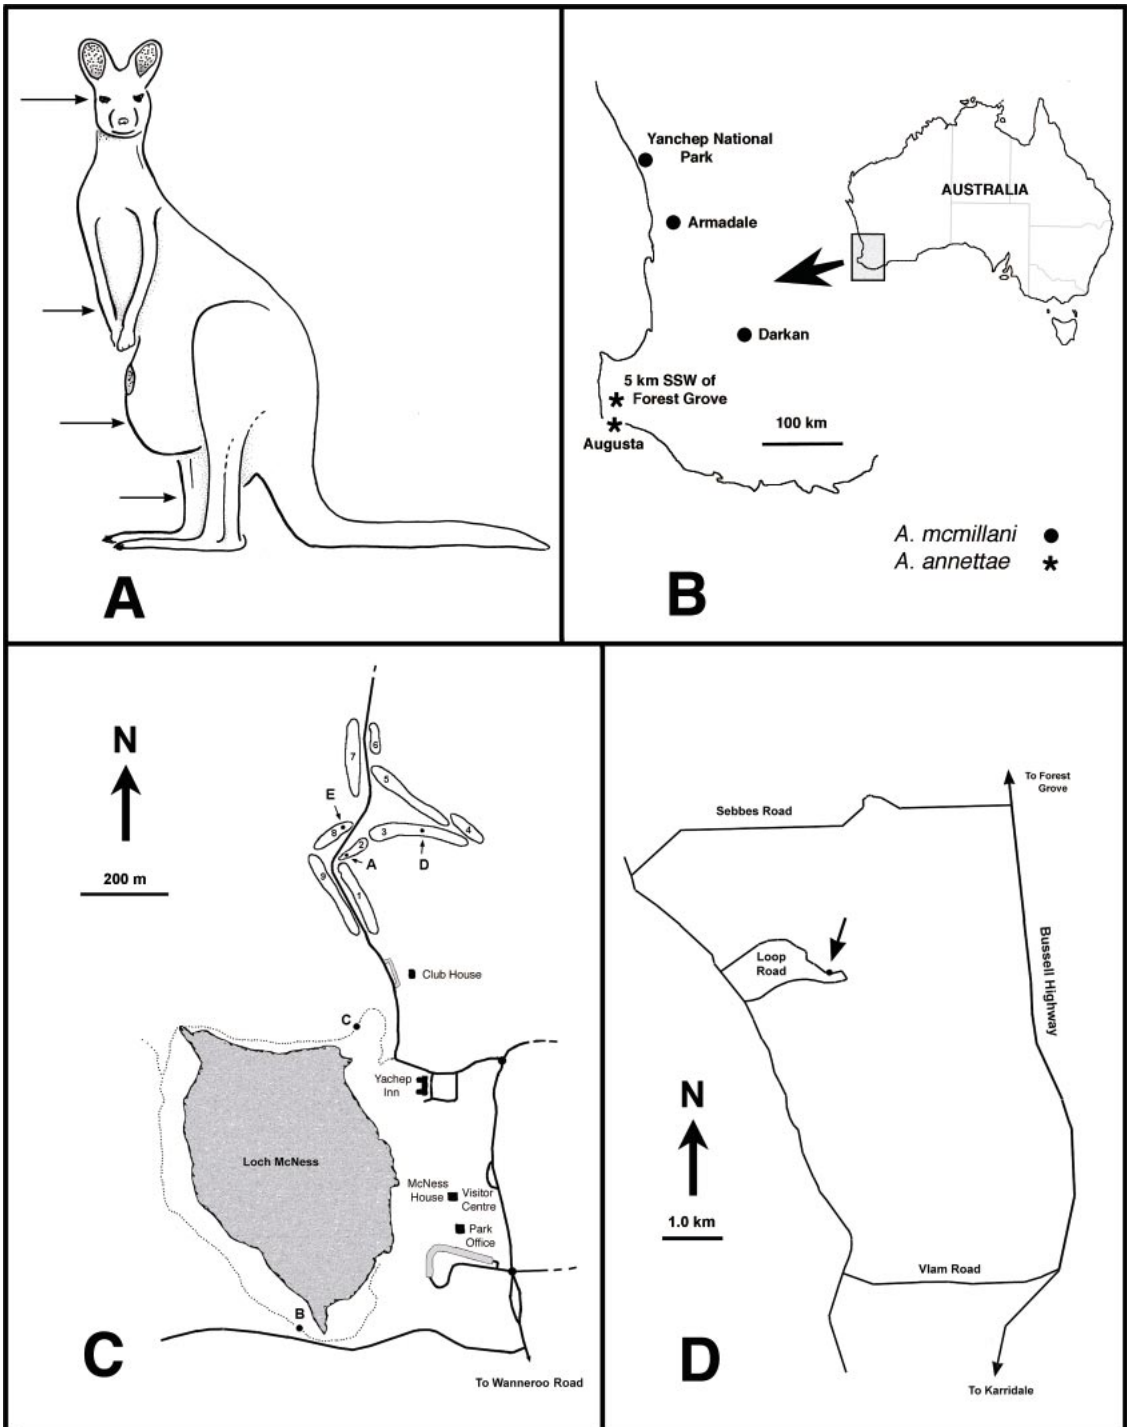 A
Yanchep National
Park
Armadale
AUSTRALIA
Darkan
5 km SSW of
Forest Grove
Augusta
100 km
A. mcmillani
A. annettae
B
N
200 m
7
6
5
E
8
3
4
2
A
D
9
1
Club House
C
Yachep
Inn
Loch McNess
McNess
House
Visitor
Centre
Park
Office
B
C
To Wanneroo Road
To Forest
Grove
Sebbes Road
Loop
Road
Bussell Highway
N
1.0 km
Vlam Road
D
To Karridale